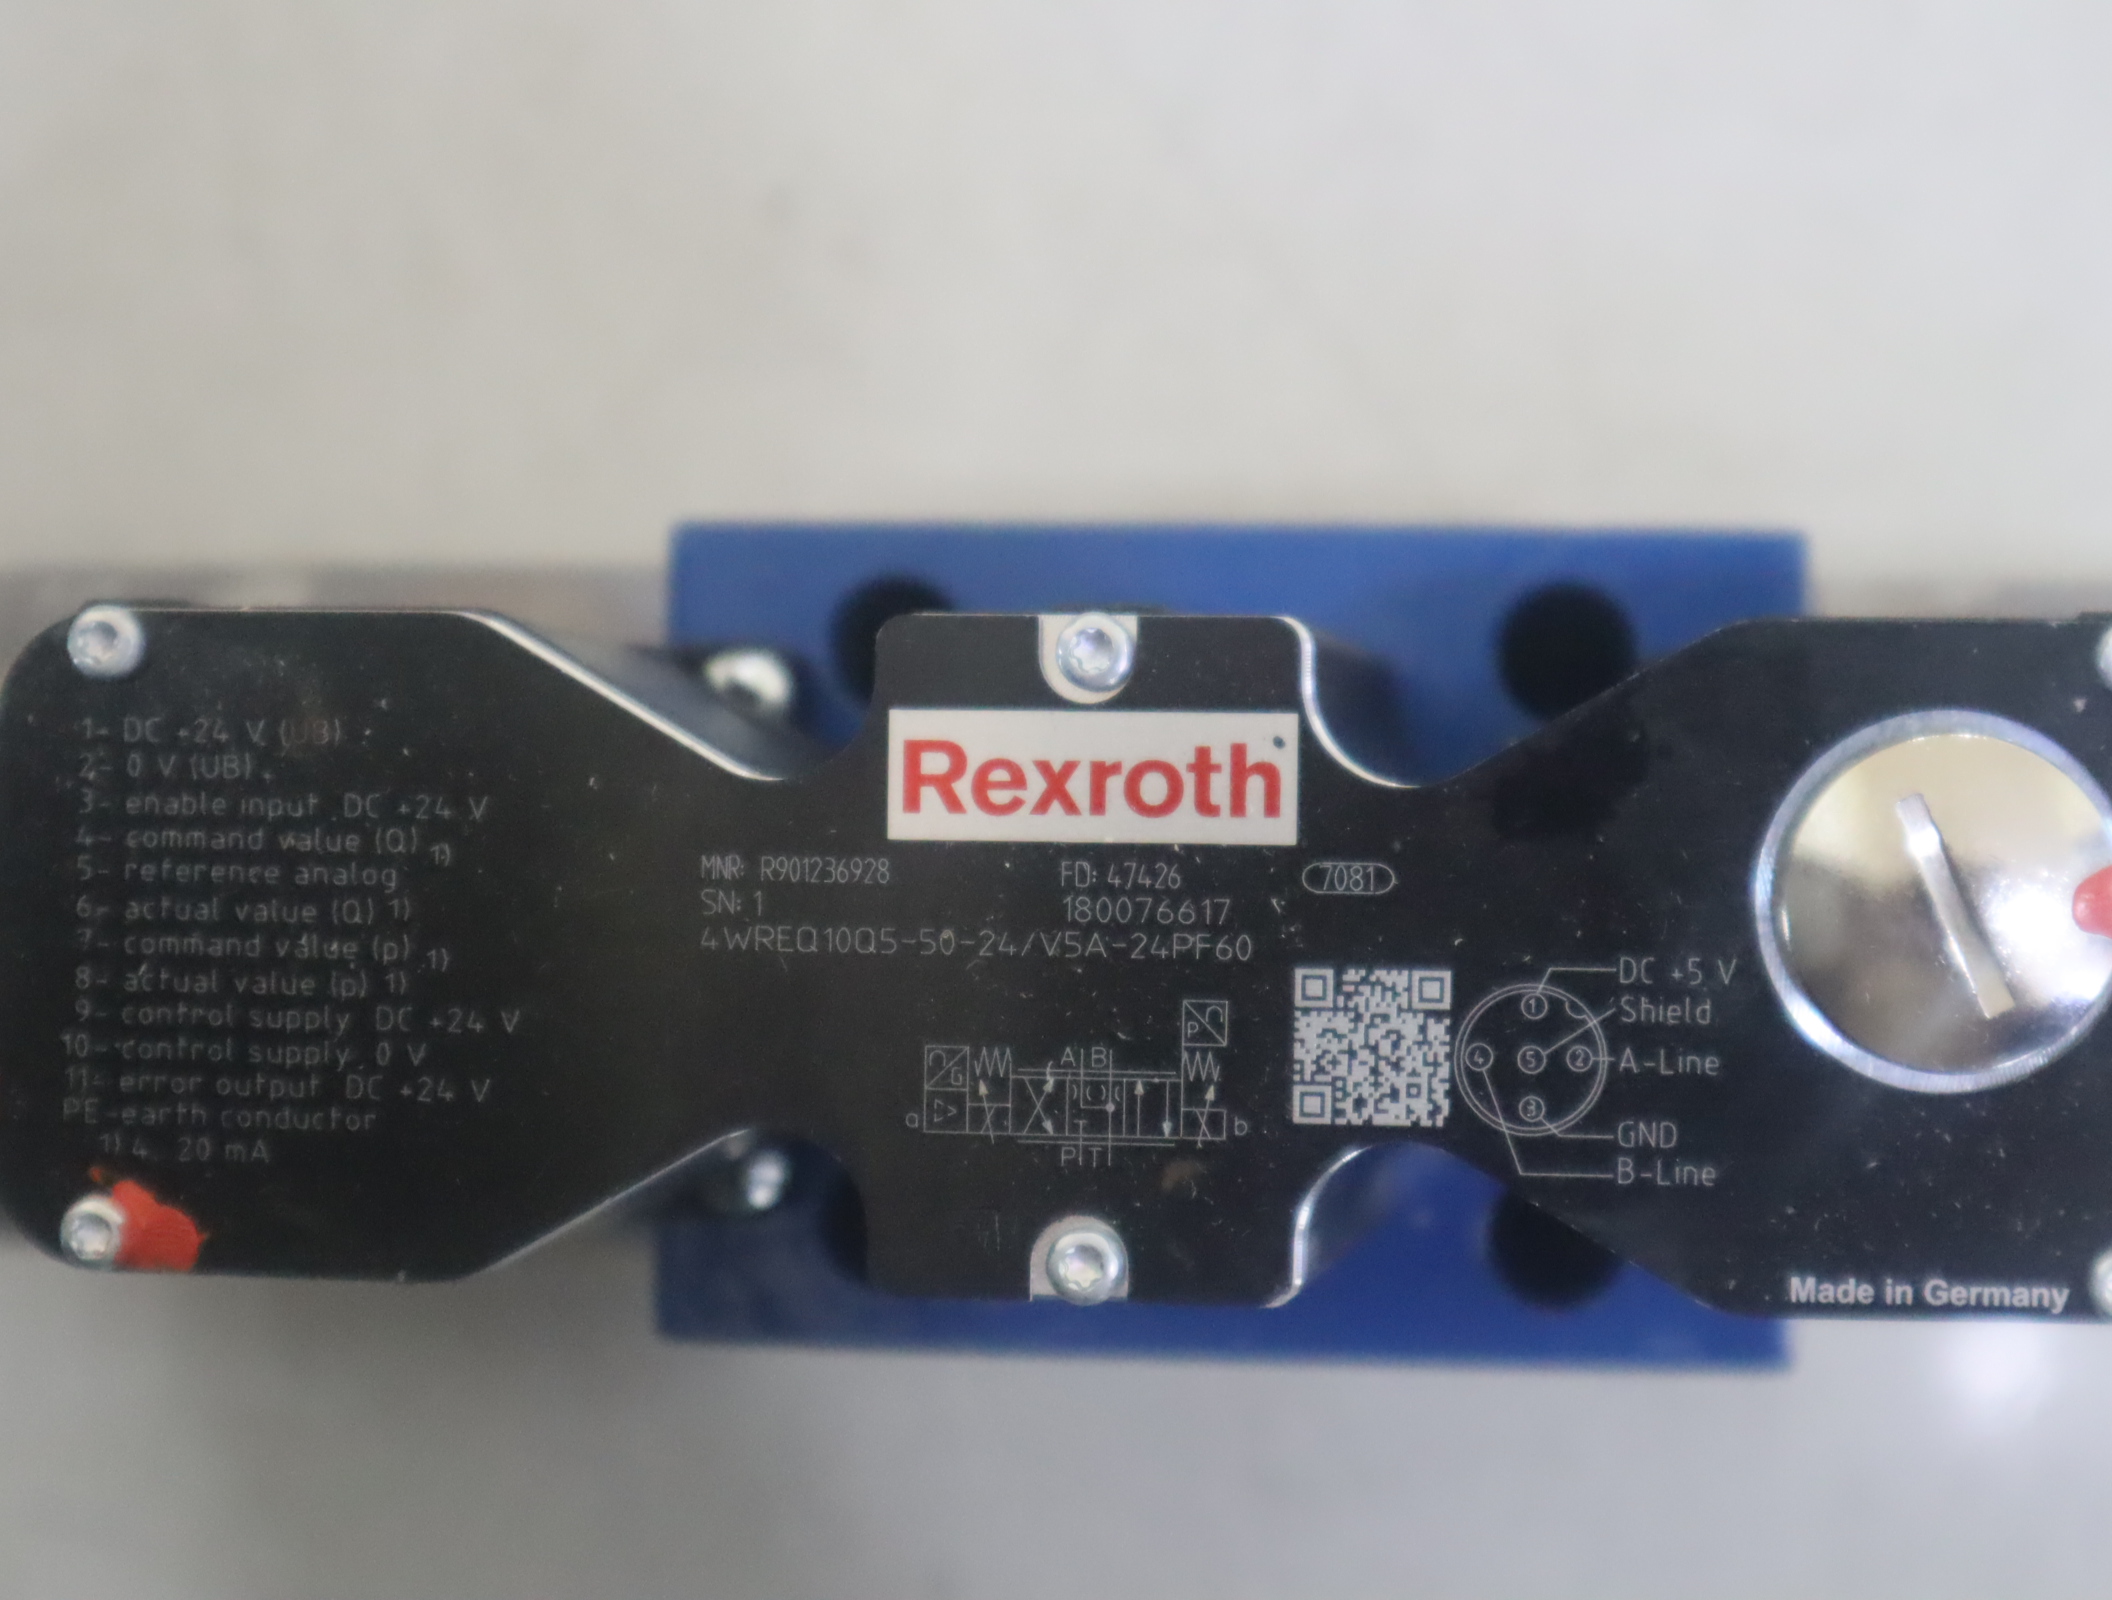 1- DC +24 V (UB)
2- 0 V (UB)
3- enable input DC +24 V
4- command value (Q) 1)
5- reference analog
6- actual value (Q) 1)
7- command value (p) 1)
8- actual value (p) 1)
9- control supply DC +24 V
10- control supply 0 V
11- error output DC +24 V
PE-earth conductor
1) 4 20 mA
Rexroth
MNR: R901236928 FD: 47426 7081
SN: 1 180076617
4WREQ10Q5-50-24/V5A-24PF60
P
G
A B
a b
T
P T
DC +5 V
Shield
A-Line
GND
B-Line
1
4 5 2
3
Made in Germany